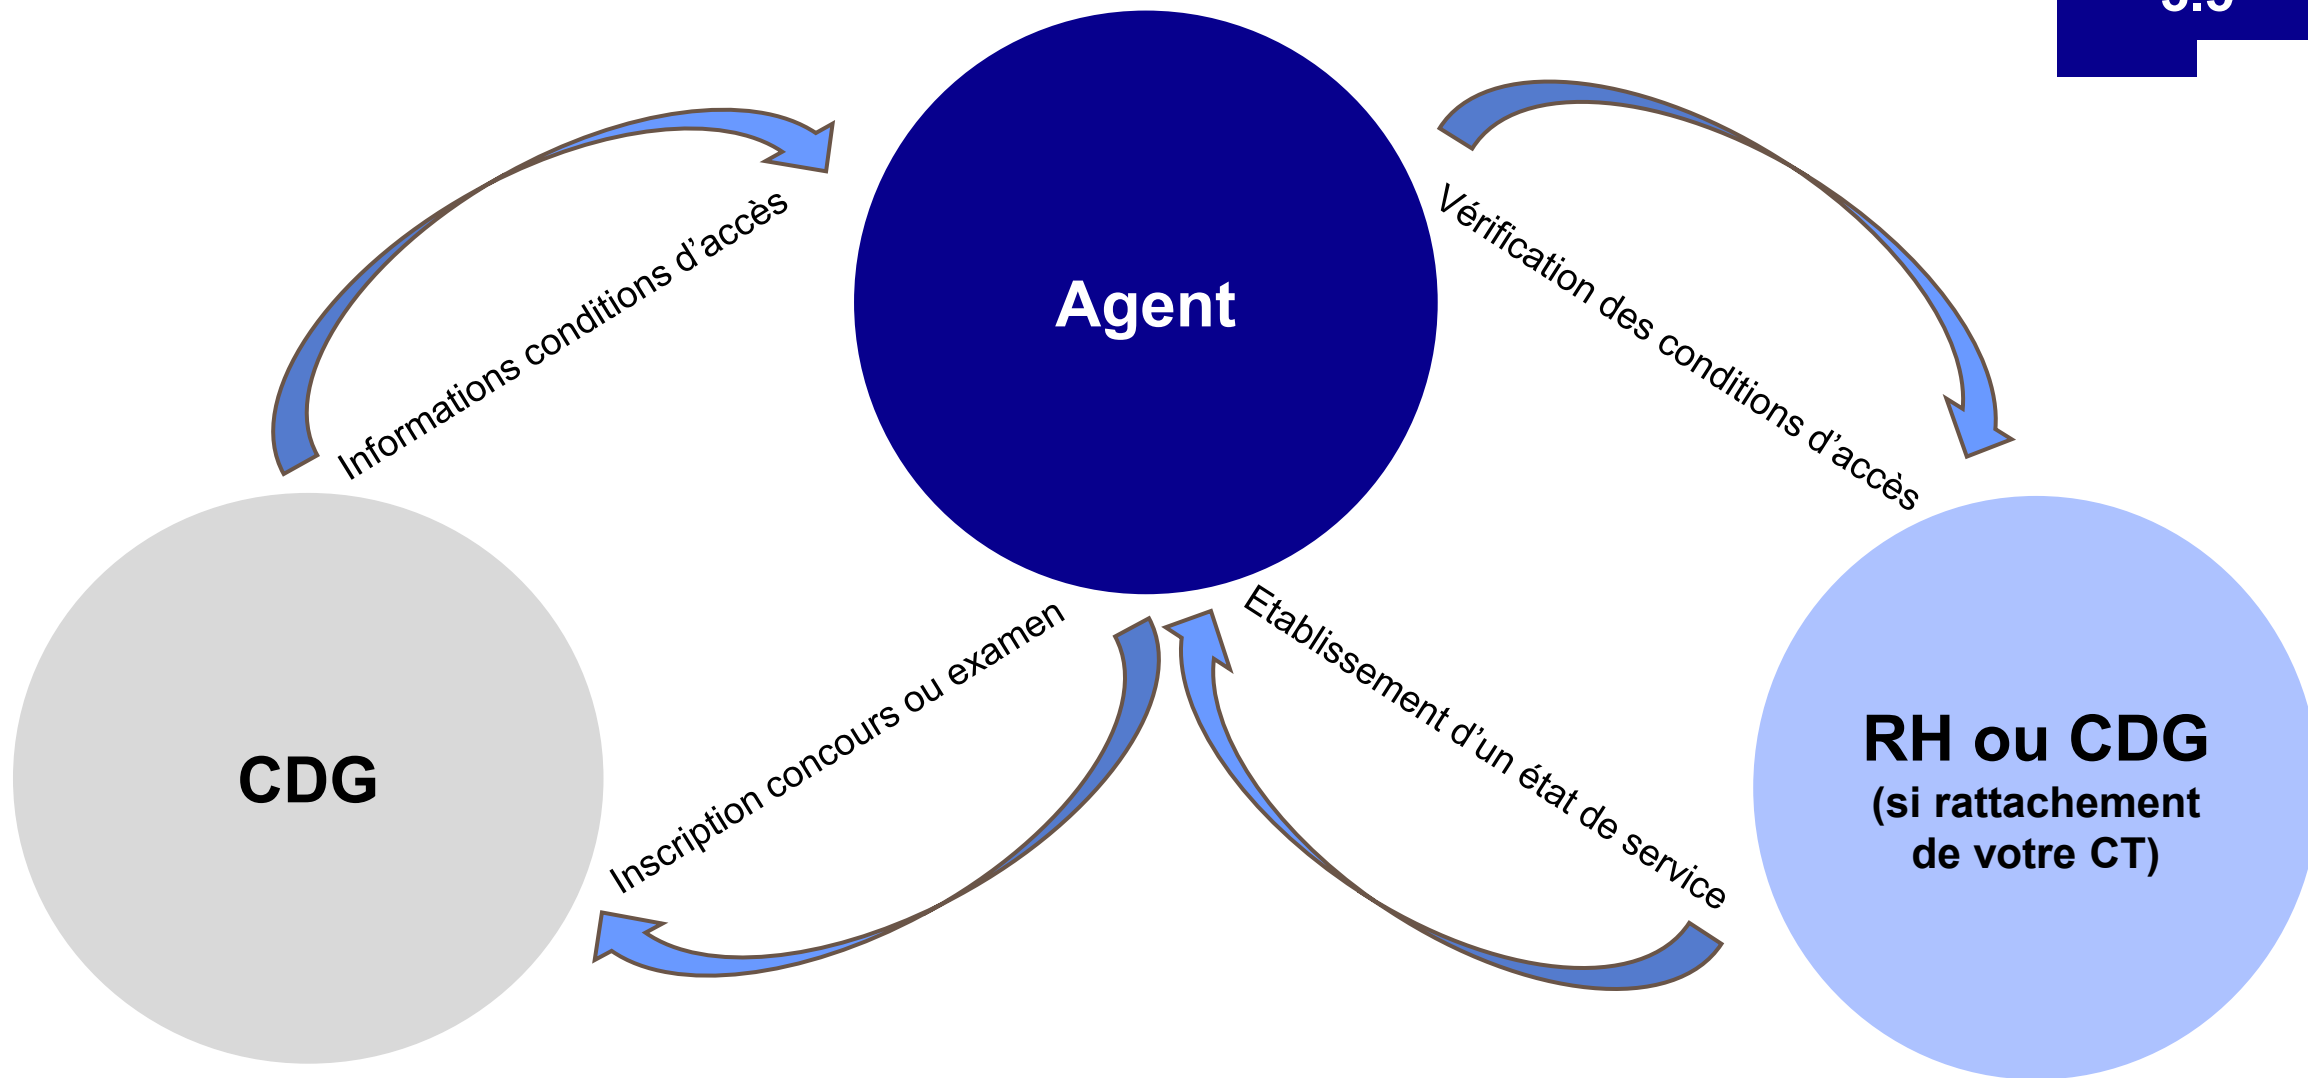 Agent
Informations conditions d’accès
Vérification des conditions d’accès
Inscription concours ou examen
Etablissement d’un état de service
CDG
RH ou CDG
(si rattachement
de votre CT)